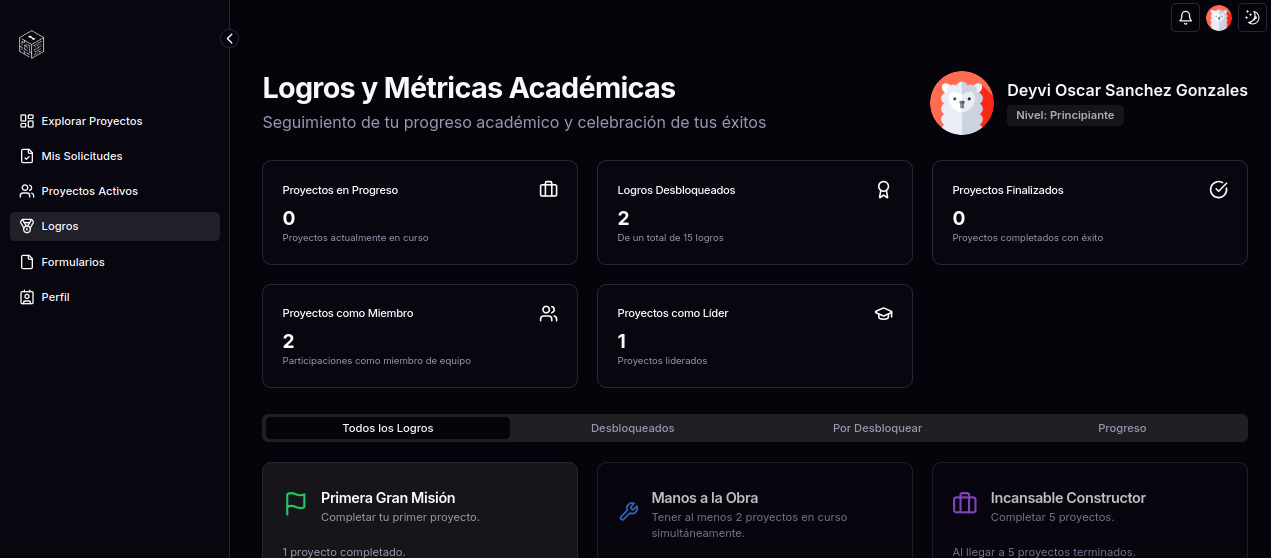 Explorar Proyectos
Mis Solicitudes
Proyectos Activos
Logros
Formularios
Perfil
Logros y Métricas Académicas
Seguimiento de tu progreso académico y celebración de tus éxitos
Deyvi Oscar Sanchez Gonzales
Nivel: Principiante
Proyectos en Progreso
0
Proyectos actualmente en curso
Logros Desbloqueados
2
De un total de 15 logros
Proyectos Finalizados
0
Proyectos completados con éxito
Proyectos como Miembro
2
Participaciones como miembro de equipo
Proyectos como Líder
1
Proyectos liderados
Todos los Logros
Desbloqueados
Por Desbloquear
Progreso
Primera Gran Misión
Completar tu primer proyecto.
1 proyecto completado.
Manos a la Obra
Tener al menos 2 proyectos en curso
simultáneamente.
Incansable Constructor
Completar 5 proyectos.
Al llegar a 5 proyectos terminados.